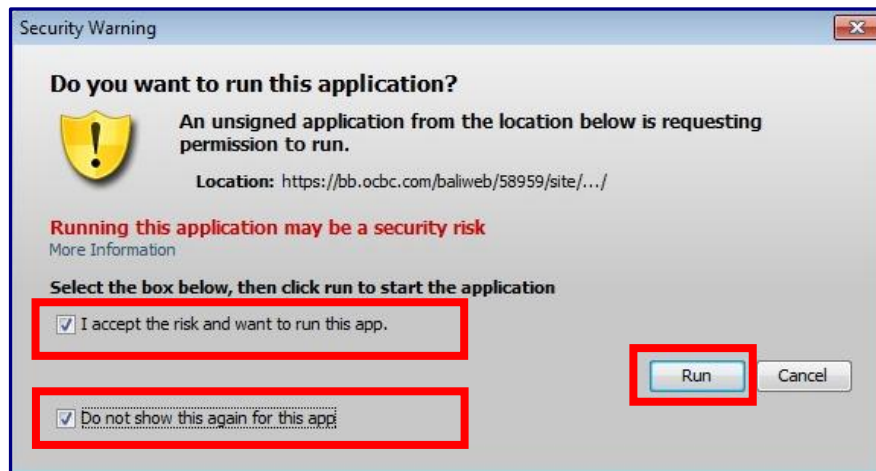 Security Warning
Do you want to run this application?
An unsigned application from the location below is requesting
permission to run.
Location: https://bb.ocbc.com/baliweb/58959/site/.../
Running this application may be a security risk
More Information
Select the box below, then click run to start the application
I accept the risk and want to run this app.
Run Cancel
Do not show this again for this app